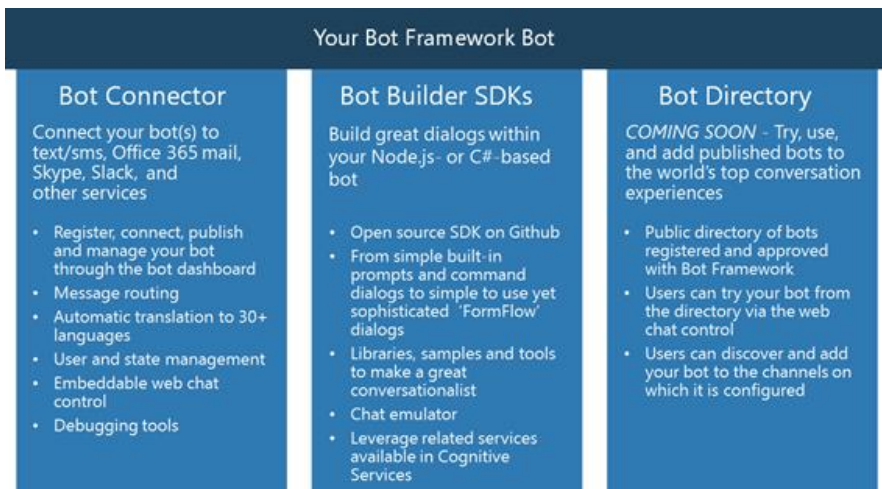 Your Bot Framework Bot
Bot Connector
Connect your bot(s) to
text/sms, Office 365 mail,
Skype, Slack, and
other services
• Register, connect, publish
and manage your bot
through the bot dashboard
• Message routing
• Automatic translation to 30+
languages
• User and state management
• Embeddable web chat
control
• Debugging tools
Bot Builder SDKs
Build great dialogs within
your Node.js- or C#-based
bot
• Open source SDK on Github
• From simple built-in
prompts and command
dialogs to simple to use yet
sophisticated 'FormFlow'
dialogs
• Libraries, samples and tools
to make a great
conversationalist
• Chat emulator
• Leverage related services
available in Cognitive
Services
Bot Directory
COMING SOON - Try, use,
and add published bots to
the world's top conversation
experiences
• Public directory of bots
registered and approved
with Bot Framework
• Users can try your bot from
the directory via the web
chat control
• Users can discover and add
your bot to the channels on
which it is configured